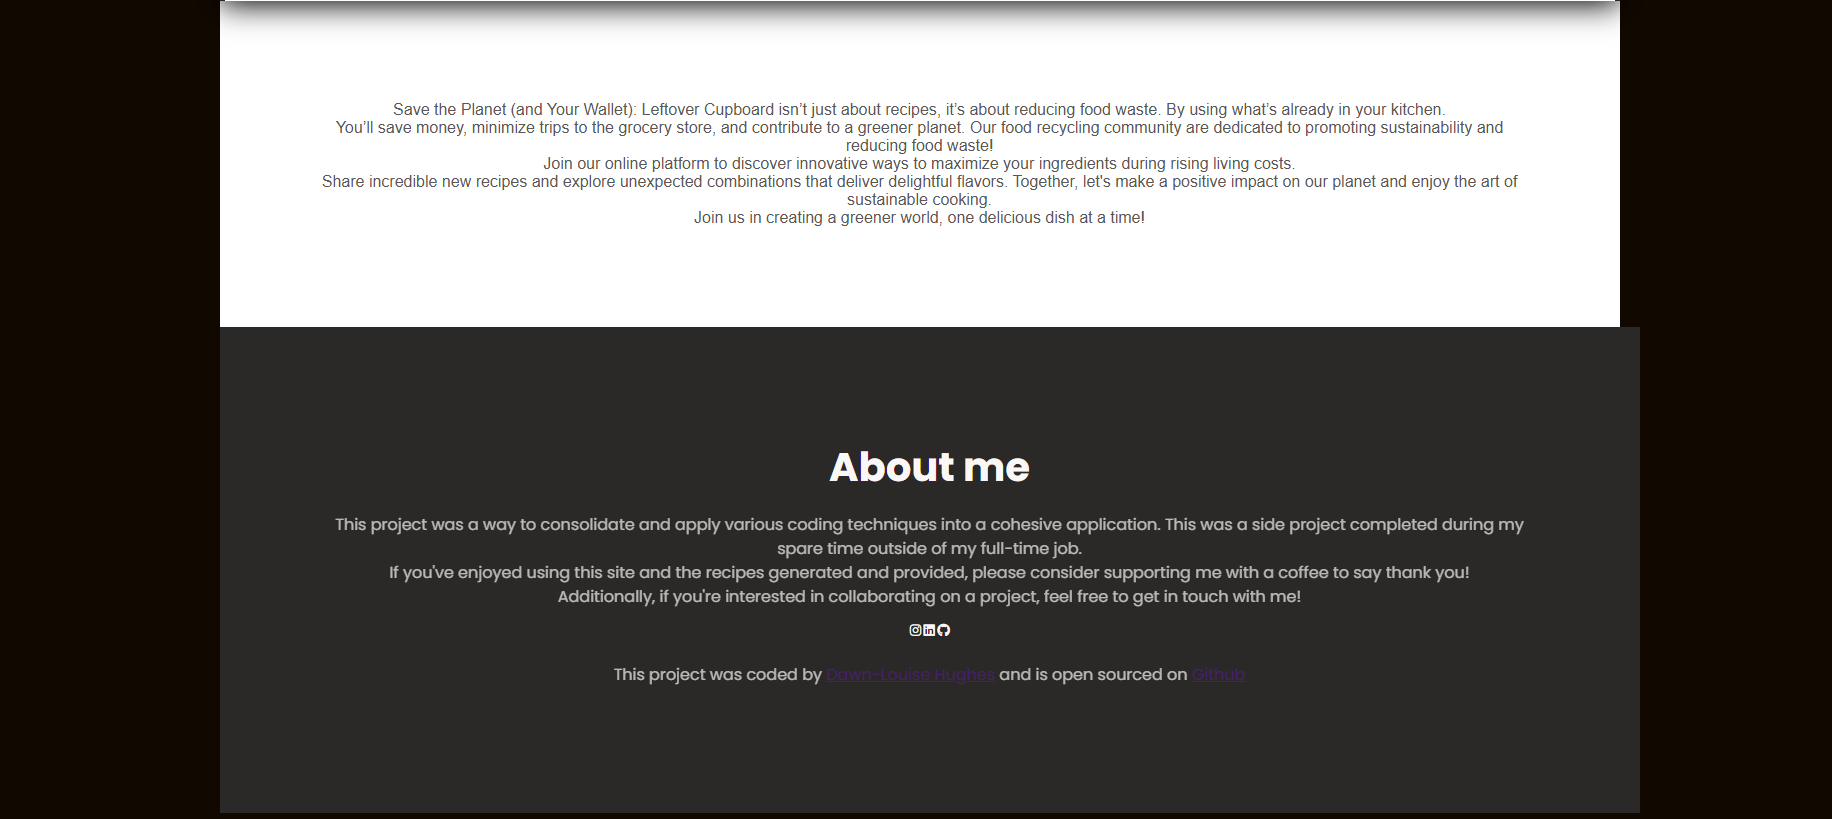 Save the Planet (and Your Wallet): Leftover Cupboard isn’t just about recipes, it’s about reducing food waste. By using what’s already in your kitchen.
You’ll save money, minimize trips to the grocery store, and contribute to a greener planet. Our food recycling community are dedicated to promoting sustainability and
reducing food waste!
Join our online platform to discover innovative ways to maximize your ingredients during rising living costs.
Share incredible new recipes and explore unexpected combinations that deliver delightful flavors. Together, let's make a positive impact on our planet and enjoy the art of
sustainable cooking.
Join us in creating a greener world, one delicious dish at a time!
About me
This project was a way to consolidate and apply various coding techniques into a cohesive application. This was a side project completed during my
spare time outside of my full-time job.
If you've enjoyed using this site and the recipes generated and provided, please consider supporting me with a coffee to say thank you!
Additionally, if you're interested in collaborating on a project, feel free to get in touch with me!
This project was coded by Dawn-Louise Hughes and is open sourced on Github